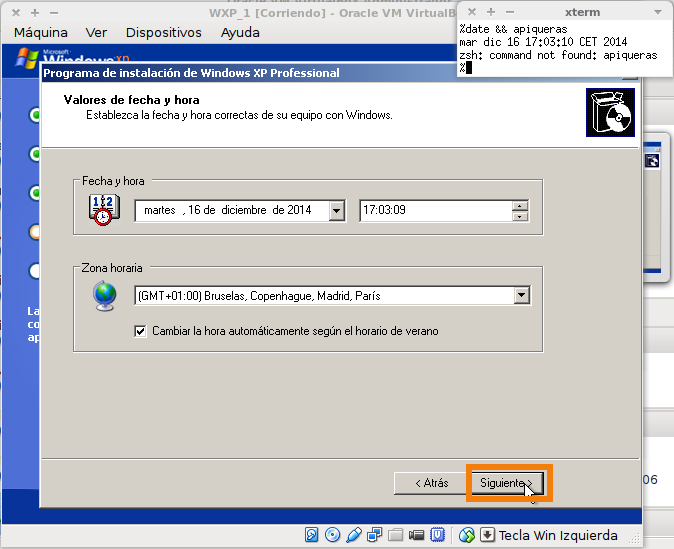 WXP_1 [Corriendo] - Oracle VM VirtualB
Máquina Ver Dispositivos Ayuda
xterm
%date && apiqueras
mar dic 16 17:03:10 CET 2014
zsh: command not found: apiqueras
%
Microsoft
Windows xp
Programa de instalación de Windows XP Professional
Valores de fecha y hora
Establezca la fecha y hora correctas de su equipo con Windows.
Fecha y hora
martes , 16 de diciembre de 2014
17:03:09
Zona horaria
(GMT+01:00) Bruselas, Copenhague, Madrid, París
Cambiar la hora automáticamente según el horario de verano
La
co
ap
< Atrás
Siguiente >
06
Tecla Win Izquierda